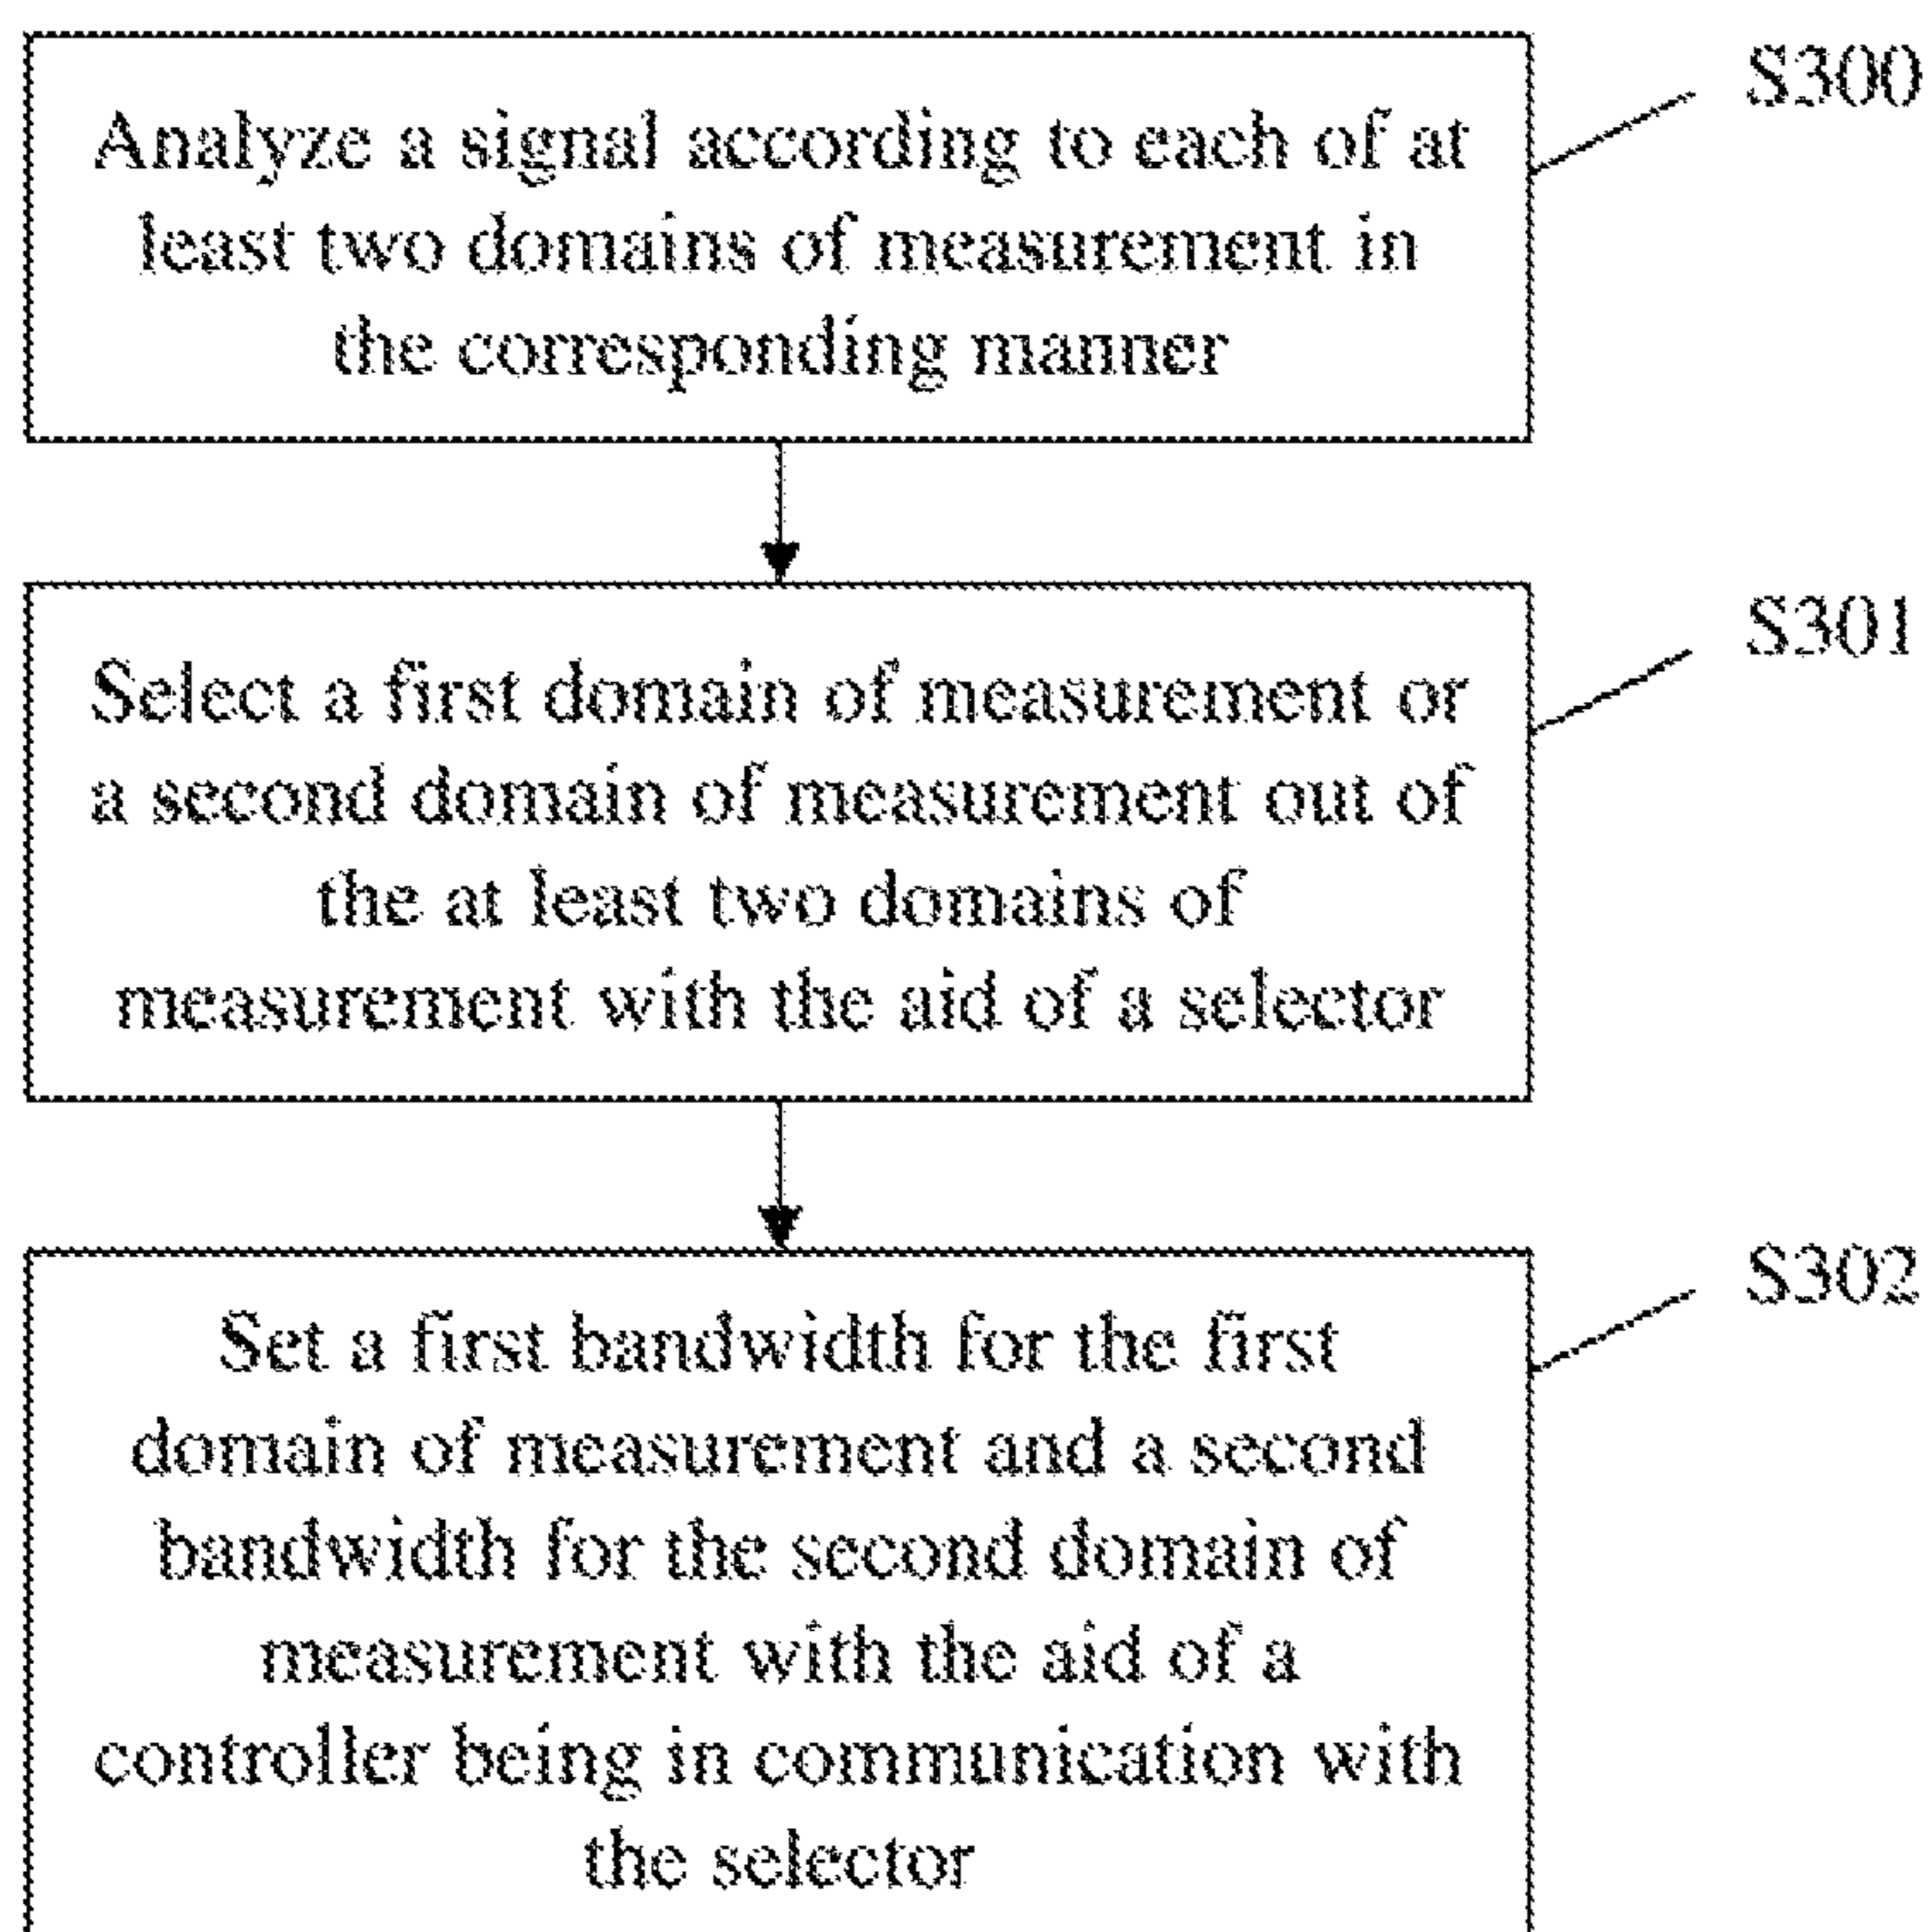 S300
Analyze a signal according to each of at
least two domains of measurement in
the corresponding manner
S301
Select a first domain of measurement or
a second domain of measurement out of
the at least two domains of
measurement with the aid of a selector
S302
Set a first bandwidth for the first
domain of measurement and a second
bandwidth for the second domain of
measurement with the aid of a
controller being in communication with
the selector